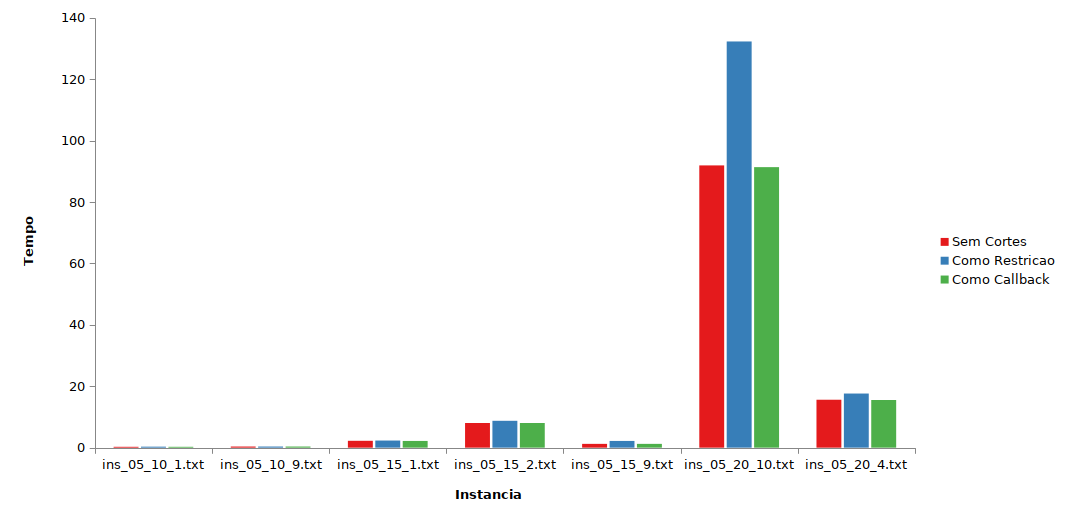 140
120
100
80
60
40
20
0
Tempo
ins_05_10_1.txt ins_05_10_9.txt ins_05_15_1.txt ins_05_15_2.txt ins_05_15_9.txt ins_05_20_10.txt ins_05_20_4.txt
Instancia
Sem Cortes
Como Restricao
Como Callback